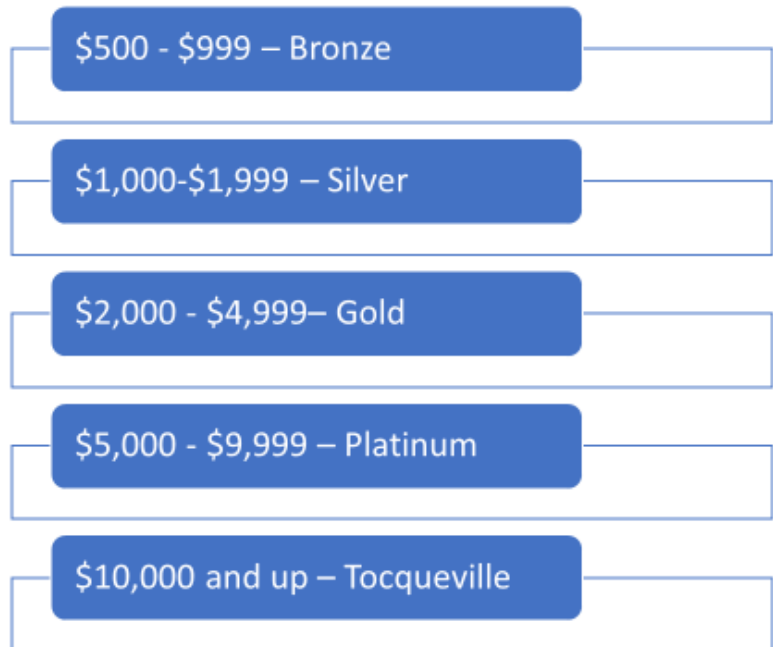 $500 - $999 – Bronze
$1,000-$1,999 – Silver
$2,000 - $4,999– Gold
$5,000 - $9,999 – Platinum
$10,000 and up – Tocqueville